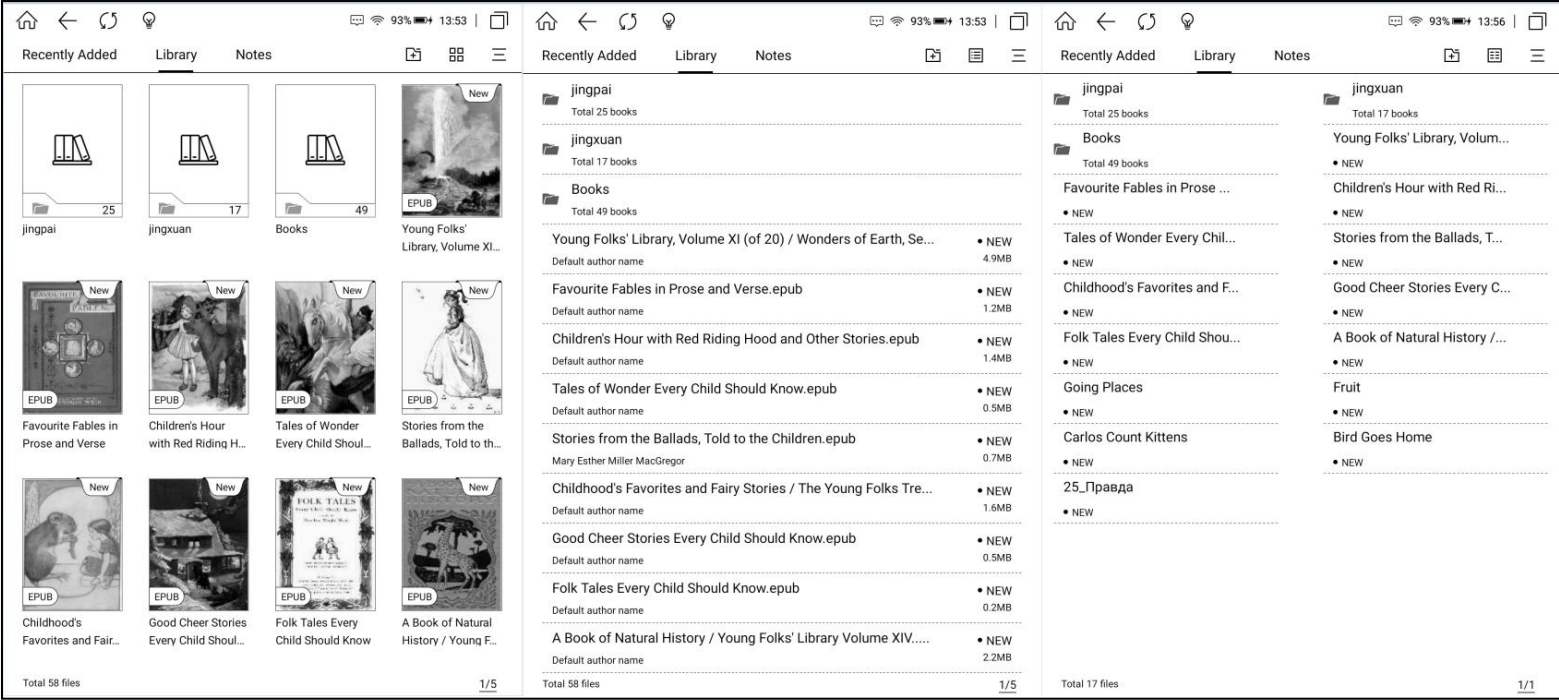 93% 13:53
Recently Added Library Notes
New
EPUB
25
17
49
jingpai
jingxuan
Books
Young Folks'
Library, Volume XI...
New
New
New
New
FAVOURITE
FABLES
EPUB
EPUB
EPUB
EPUB
Favourite Fables in
Prose and Verse
Children's Hour
with Red Riding H...
Tales of Wonder
Every Child Shoul...
Stories from the
Ballads, Told to th...
New
New
New
New
FOLK TALES
Every Child Should Know
EPUB
EPUB
EPUB
EPUB
Childhood's
Favorites and Fair...
Good Cheer Stories
Every Child Shoul...
Folk Tales Every
Child Should Know
A Book of Natural
History / Young F...
Total 58 files
1/5
93% 13:53
Recently Added Library Notes
jingpai
Total 25 books
jingxuan
Total 17 books
Books
Total 49 books
Young Folks' Library, Volume XI (of 20) / Wonders of Earth, Se...
• NEW
Default author name
4.9MB
Favourite Fables in Prose and Verse.epub
• NEW
Default author name
1.2MB
Children's Hour with Red Riding Hood and Other Stories.epub
• NEW
Default author name
1.4MB
Tales of Wonder Every Child Should Know.epub
• NEW
Default author name
0.5MB
Stories from the Ballads, Told to the Children.epub
• NEW
Mary Esther Miller MacGregor
0.7MB
Childhood's Favorites and Fairy Stories / The Young Folks Tre...
• NEW
Default author name
1.6MB
Good Cheer Stories Every Child Should Know.epub
• NEW
Default author name
0.5MB
Folk Tales Every Child Should Know.epub
• NEW
Default author name
0.2MB
A Book of Natural History / Young Folks' Library Volume XIV.....
• NEW
Default author name
2.2MB
Total 58 files
1/5
93% 13:56
Recently Added Library Notes
jingpai
Total 25 books
jingxuan
Total 17 books
Books
Total 49 books
Young Folks' Library, Volum...
• NEW
Favourite Fables in Prose ...
• NEW
Children's Hour with Red Ri...
• NEW
Tales of Wonder Every Chil...
• NEW
Stories from the Ballads, T...
• NEW
Childhood's Favorites and F...
• NEW
Good Cheer Stories Every C...
• NEW
Folk Tales Every Child Shou...
• NEW
A Book of Natural History /...
• NEW
Going Places
• NEW
Fruit
• NEW
Carlos Count Kittens
• NEW
Bird Goes Home
• NEW
25_Правда
• NEW
Total 17 files
1/1